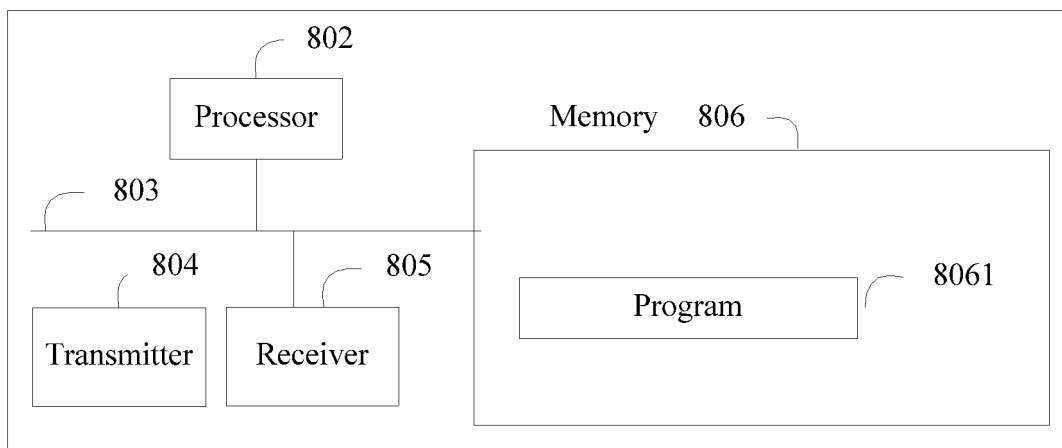 802
Processor
Memory 806
803
804
805
8061
Program
Transmitter
Receiver